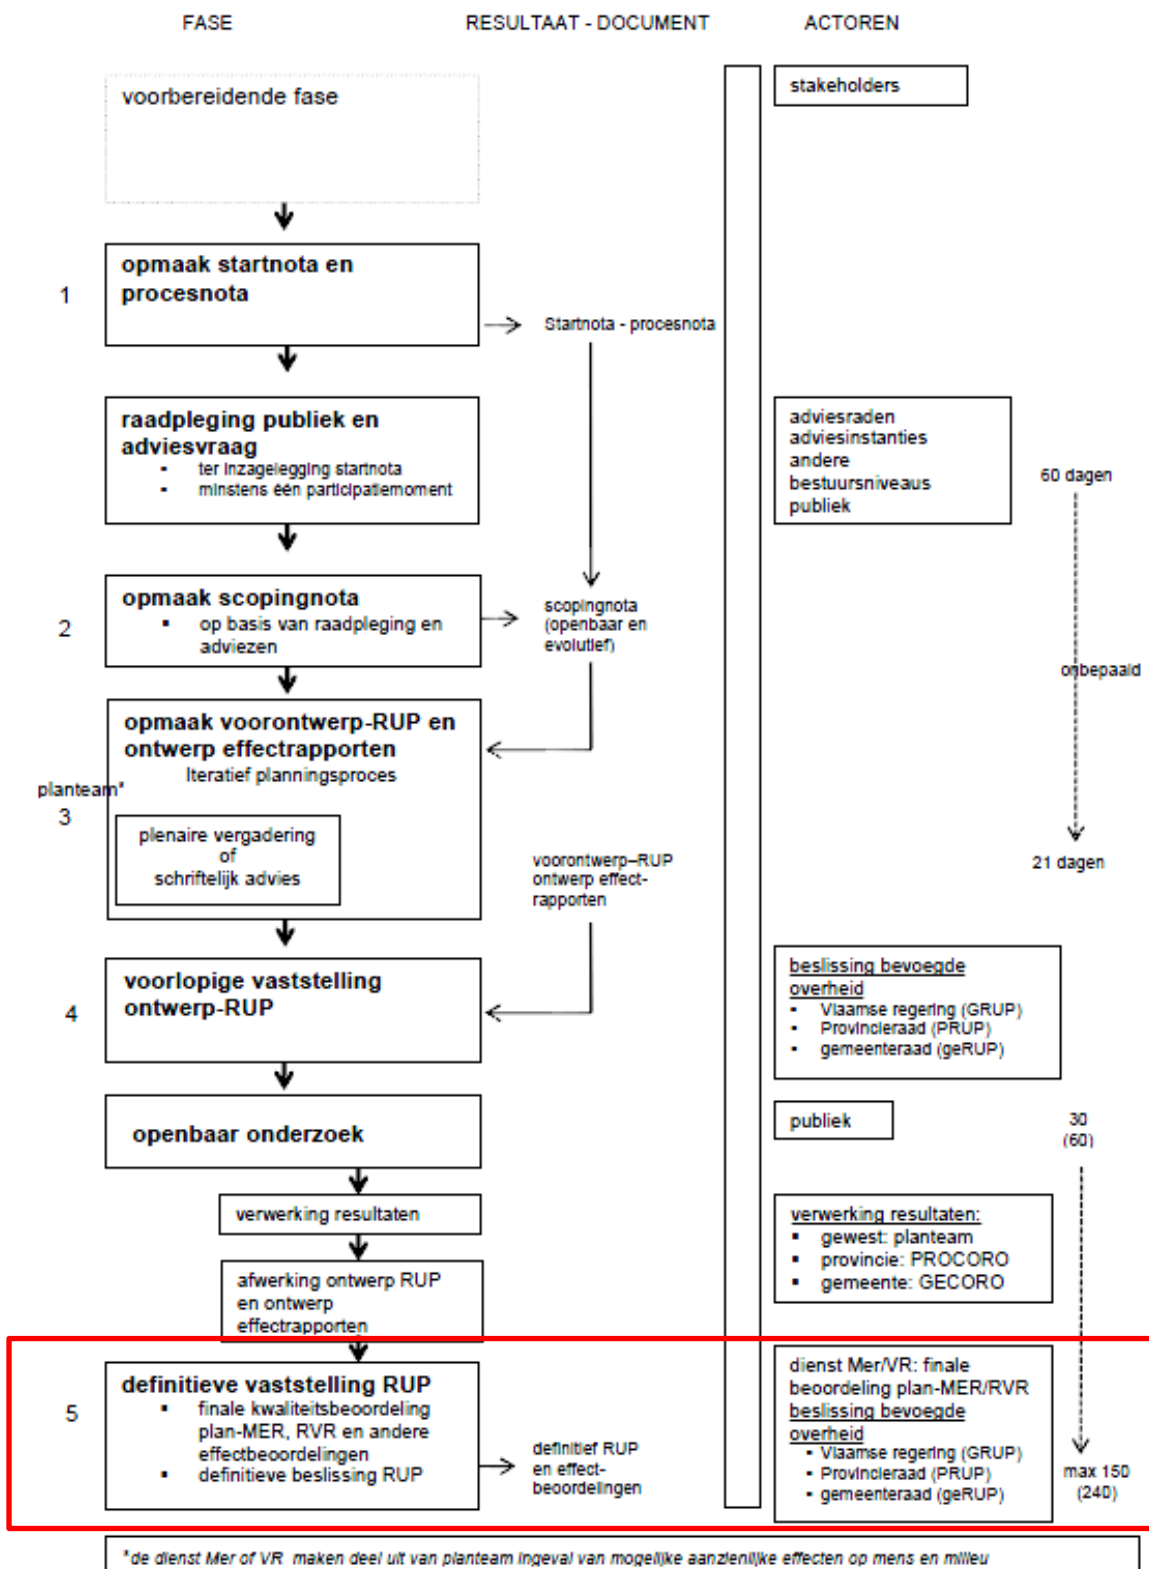 FASE
RESULTAAT - DOCUMENT
ACTOREN
voorbereidende fase
stakeholders
1
opmaak startnota en
procesnota
Startnota - procesnota
raadpleging publiek en
adviesvraag
▪ ter inzagelegging startnota
▪ minstens één participatiemoment
adviesraden
adviesinstanties
andere
bestuursniveaus
publiek
60 dagen
2
opmaak scopingnota
▪ op basis van raadpleging en
adviezen
scopingnota
(openbaar en
evolutief)
onbepaald
opmaak voorontwerp-RUP en
ontwerp effectrapporten
Iteratief planningsproces
planteam*
3
plenaire vergadering
of
schriftelijk advies
voorontwerp–RUP
ontwerp effect-
rapporten
21 dagen
4
voorlopige vaststelling
ontwerp-RUP
beslissing bevoegde
overheid
▪ Vlaamse regering (GRUP)
▪ Provincieraad (PRUP)
▪ gemeenteraad (geRUP)
openbaar onderzoek
publiek
30
(60)
verwerking resultaten
verwerking resultaten:
▪ gewest: planteam
▪ provincie: PROCORO
▪ gemeente: GECORO
afwerking ontwerp RUP
en ontwerp
effectrapporten
5
definitieve vaststelling RUP
▪ finale kwaliteitsbeoordeling
plan-MER, RVR en andere
effectbeoordelingen
▪ definitieve beslissing RUP
definitief RUP
en effect-
beoordelingen
dienst Mer/VR: finale
beoordeling plan-MER/RVR
beslissing bevoegde
overheid
▪ Vlaamse regering (GRUP)
▪ Provincieraad (PRUP)
▪ gemeenteraad (geRUP)
max 150
(240)
*de dienst Mer of VR maken deel uit van planteam ingeval van mogelijke aanzienlijke effecten op mens en milieu